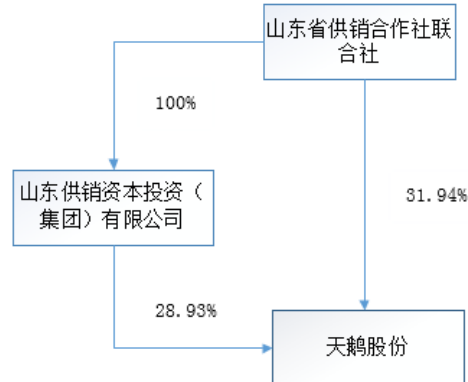 山东省供销合作社联
合社
100%
山东供销资本投资（
集团）有限公司
31.94%
28.93%
天鹅股份